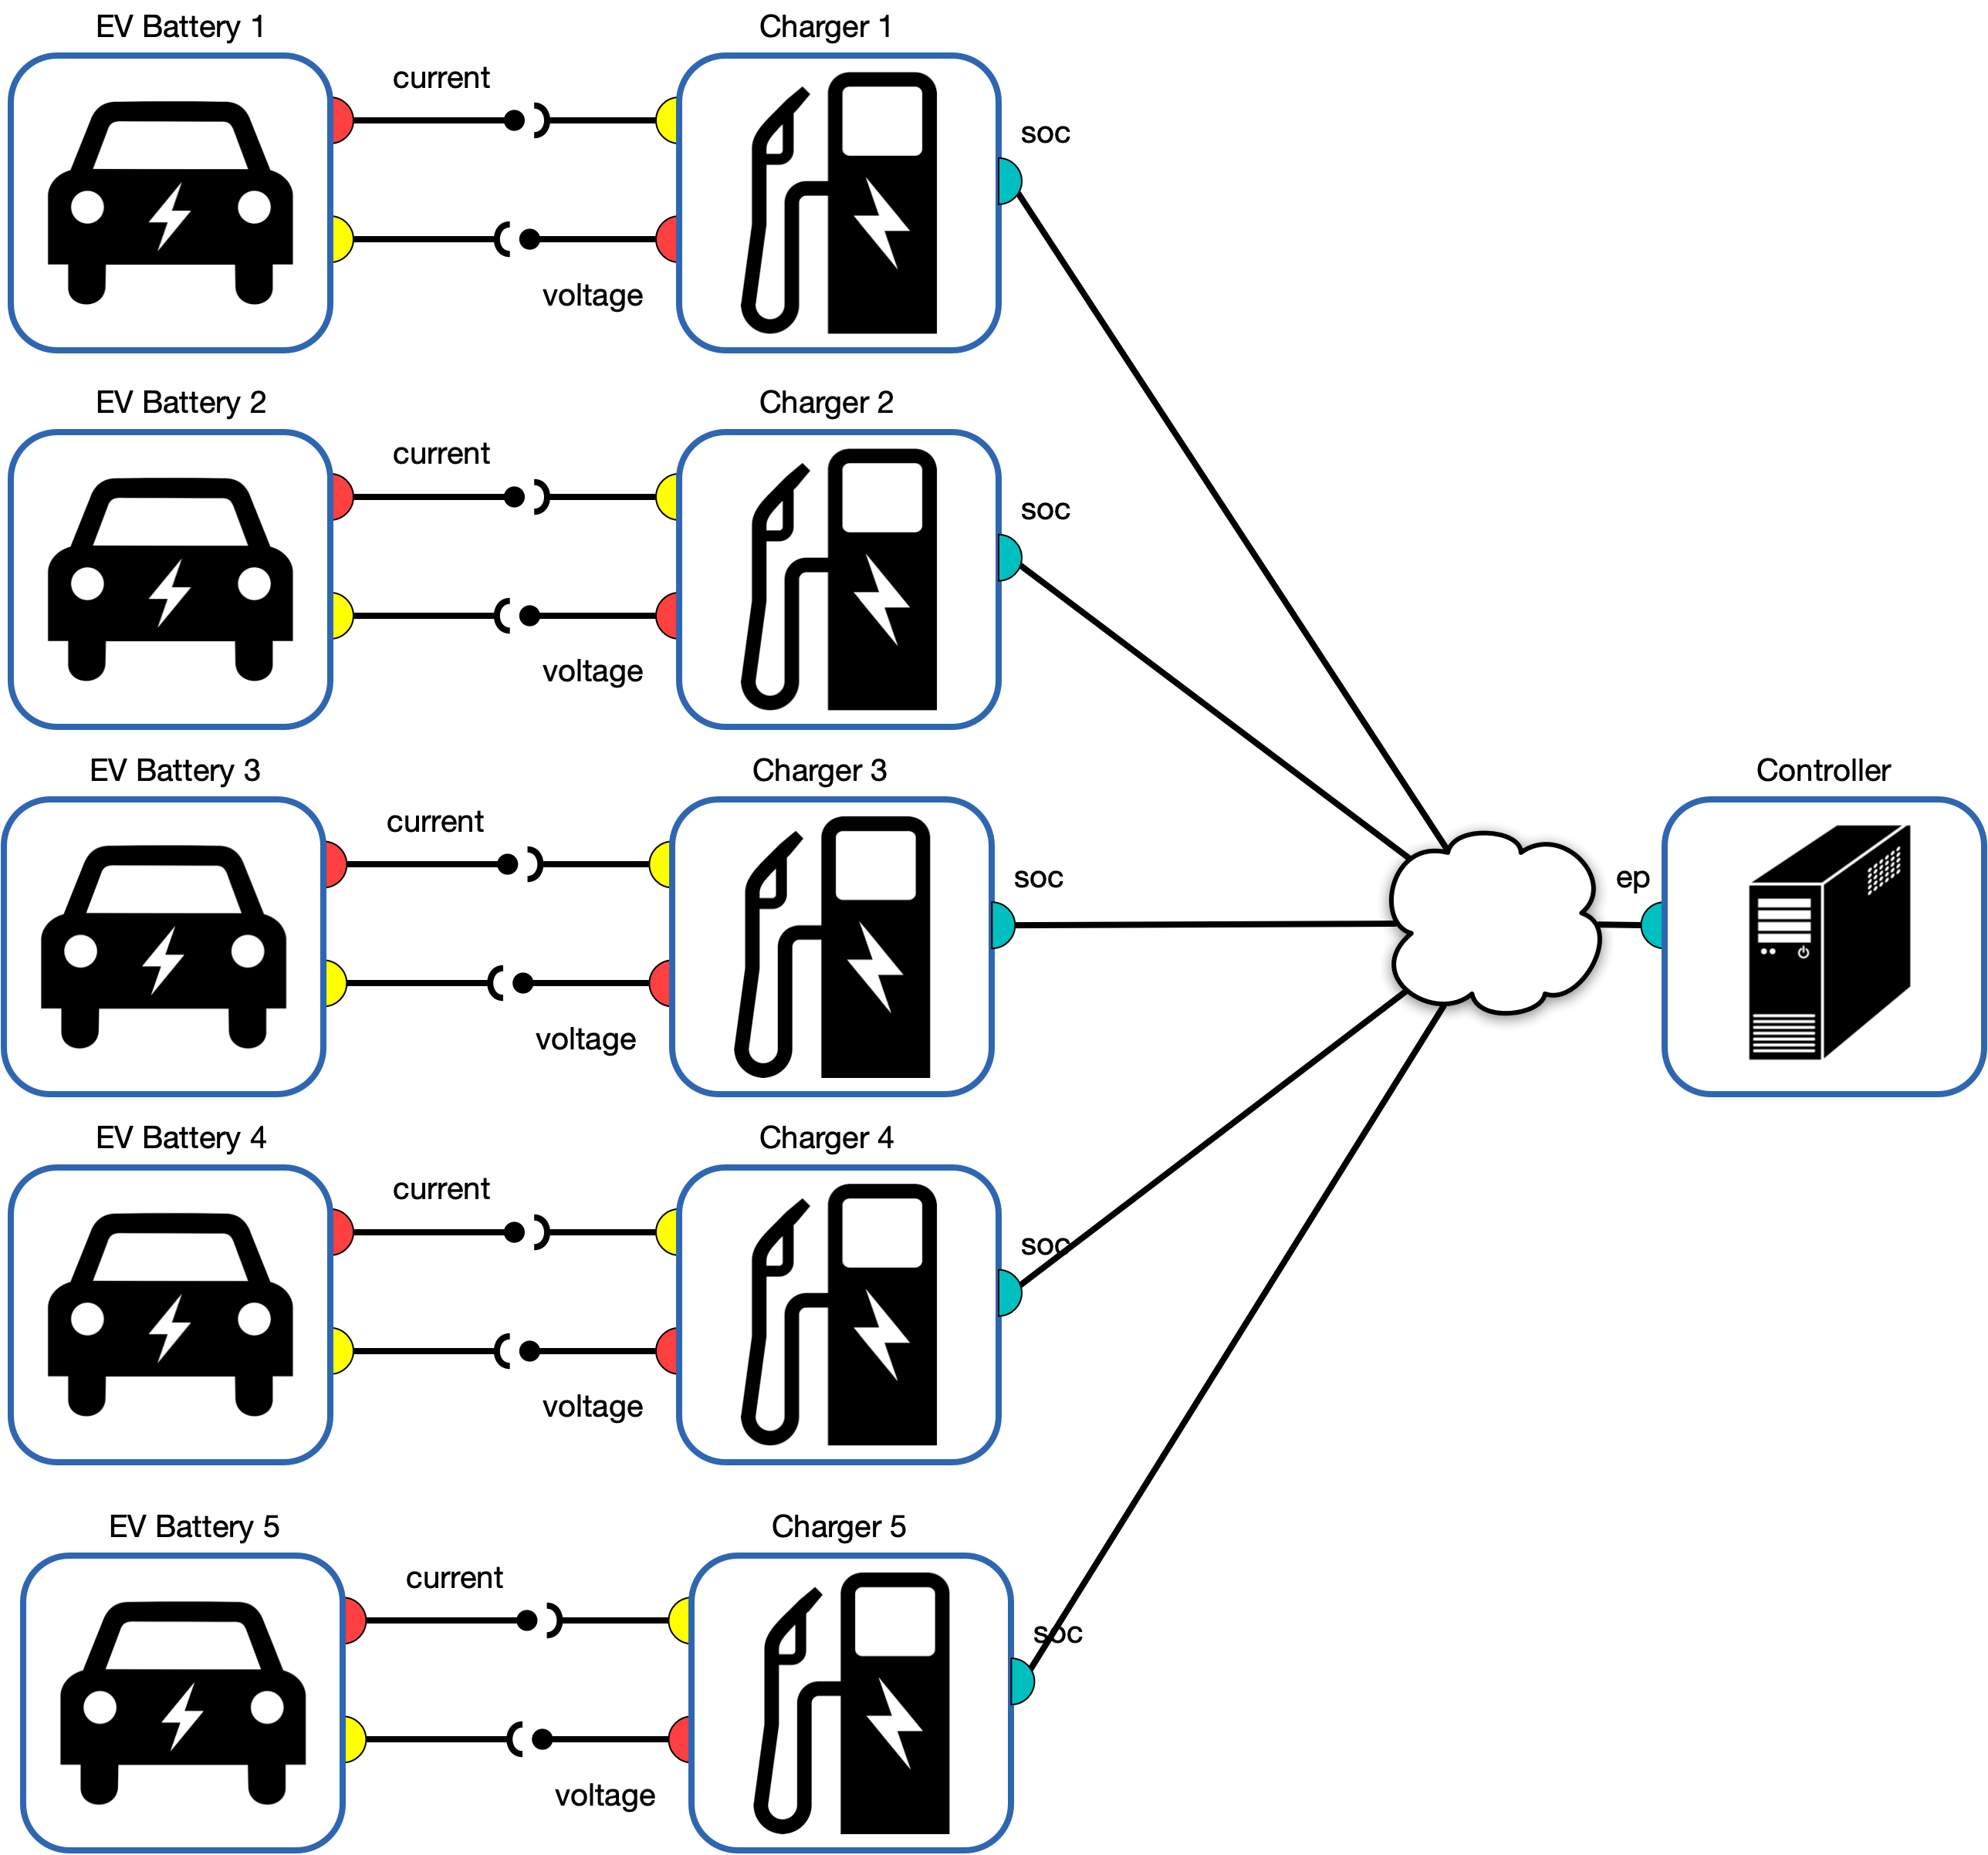 EV Battery 1
Charger 1
current
soc
voltage
EV Battery 2
Charger 2
current
soc
voltage
EV Battery 3
Charger 3
Controller
current
soc
ep
voltage
EV Battery 4
Charger 4
current
soc
voltage
EV Battery 5
Charger 5
current
soc
voltage